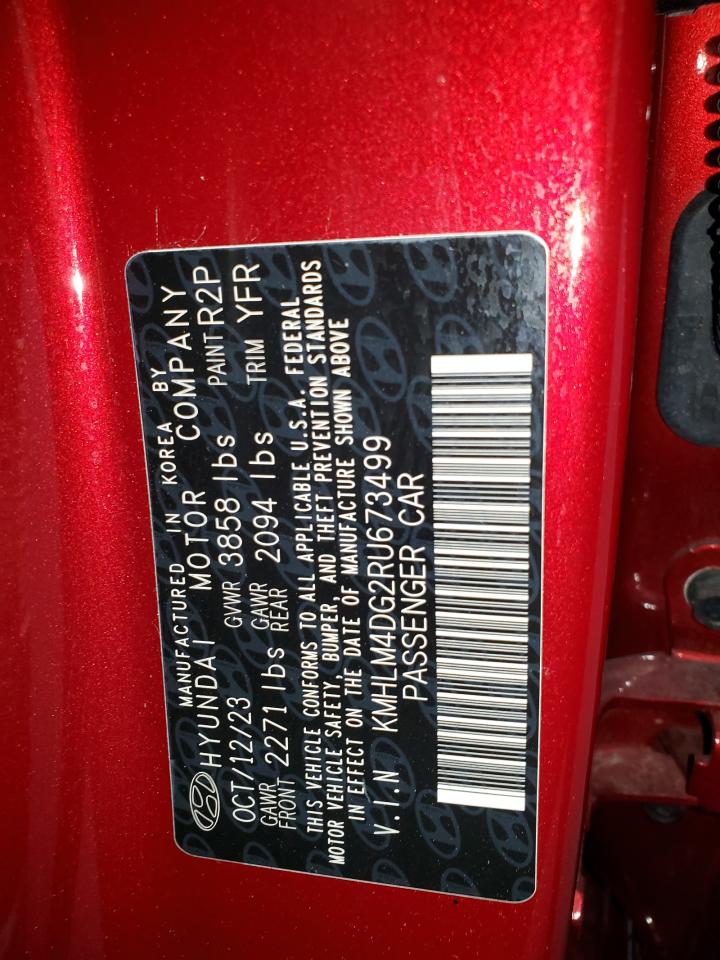 MANUFACTURED IN KOREA BY
HYUNDAI MOTOR COMPANY
OCT/12/23 GVWR 3858 lbs PAINT R2P
GAWR FRONT 2271 lbs GAWR REAR 2094 lbs TRIM YFR
THIS VEHICLE CONFORMS TO ALL APPLICABLE U.S.A. FEDERAL
MOTOR VEHICLE SAFETY, BUMPER, AND THEFT PREVENTION STANDARDS
IN EFFECT ON THE DATE OF MANUFACTURE SHOWN ABOVE
V.I.N KMHLM4DG2RU673499
PASSENGER CAR